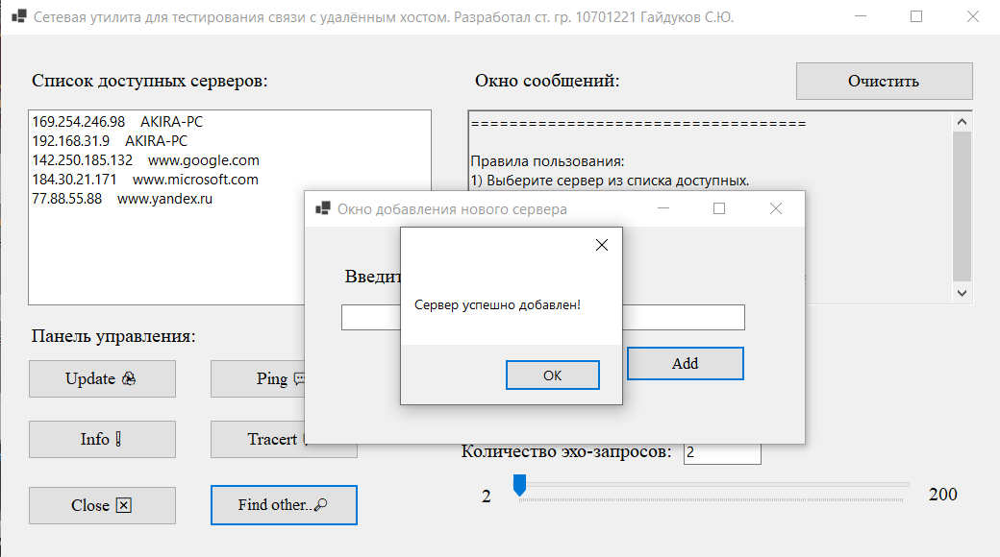 Сетевая утилита для тестирования связи с удалённым хостом. Разработал ст. гр. 10701221 Гайдуков С.Ю.
Список доступных серверов:
Окно сообщений:
Очистить
169.254.246.98 AKIRA-PC
192.168.31.9 AKIRA-PC
142.250.185.132 www.google.com
184.30.21.171 www.microsoft.com
77.88.55.88 www.yandex.ru
==================================
Правила пользования:
1) Выберите сервер из списка доступных.
Окно добавления нового сервера
Сервер успешно добавлен!
OK
Add
Панель управления:
Update
Ping
Info
Tracert
Close
Find other..
Количество эхо-запросов:
2
2
200